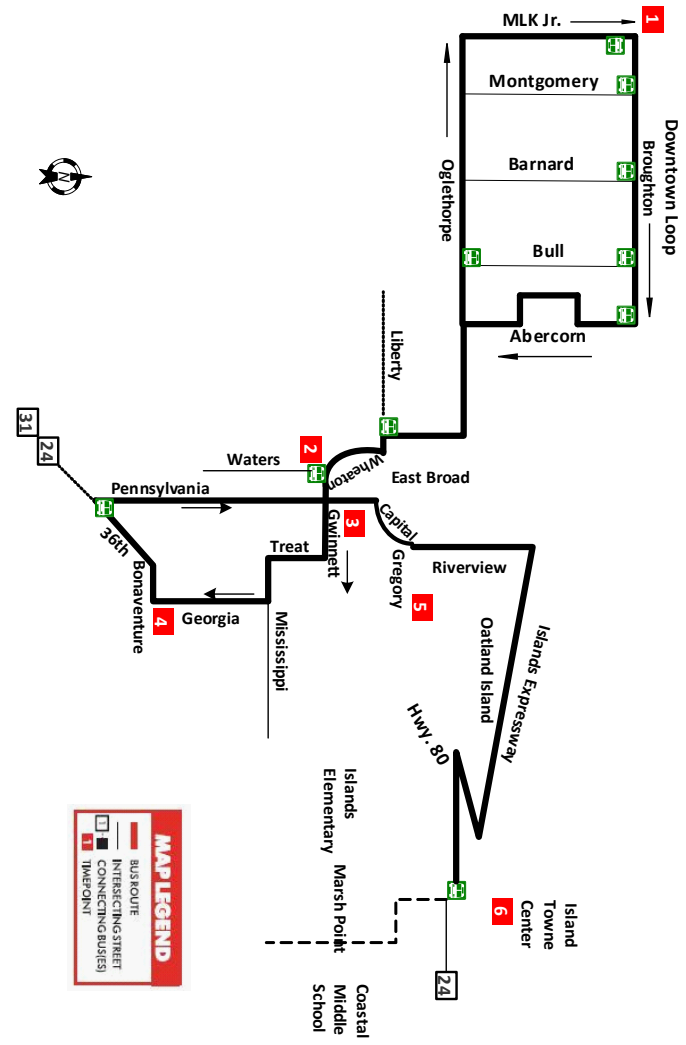 MLK Jr.
1
Montgomery
Downtown Loop
Broughton
Barnard
Oglethorpe
Bull
N
Abercorn
Liberty
31
24
Waters
2
Wheaton
East Broad
Pennsylvania
3
Gwinnett
Capital
Gregory
Riverview
36th
Treat
5
Bonaventure
4
Georgia
Mississippi
Oatland Island
Islands Expressway
Hwy. 80
Islands
Elementary
Marsh Point
6
Island
Towne
Center
24
Coastal
Middle
School
MAP LEGEND
BUS ROUTE
INTERSECTING STREET
1 CONNECTING BUS(ES)
1 TIMEPOINT